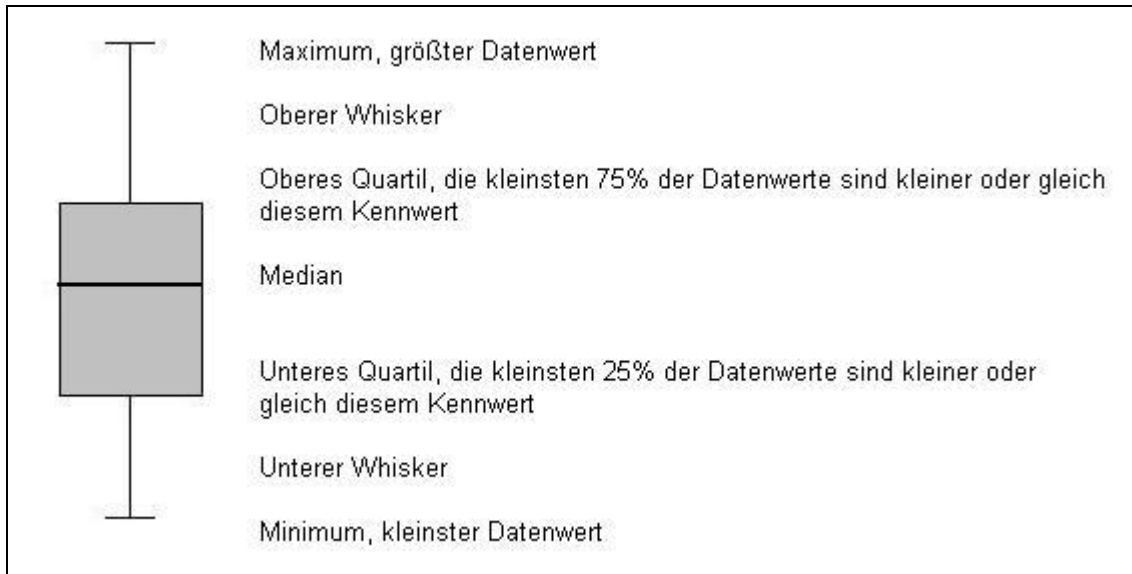 Maximum, größter Datenwert
Oberer Whisker
Oberes Quartil, die kleinsten 75% der Datenwerte sind kleiner oder gleich
diesem Kennwert
Median
Unteres Quartil, die kleinsten 25% der Datenwerte sind kleiner oder
gleich diesem Kennwert
Unterer Whisker
Minimum, kleinster Datenwert